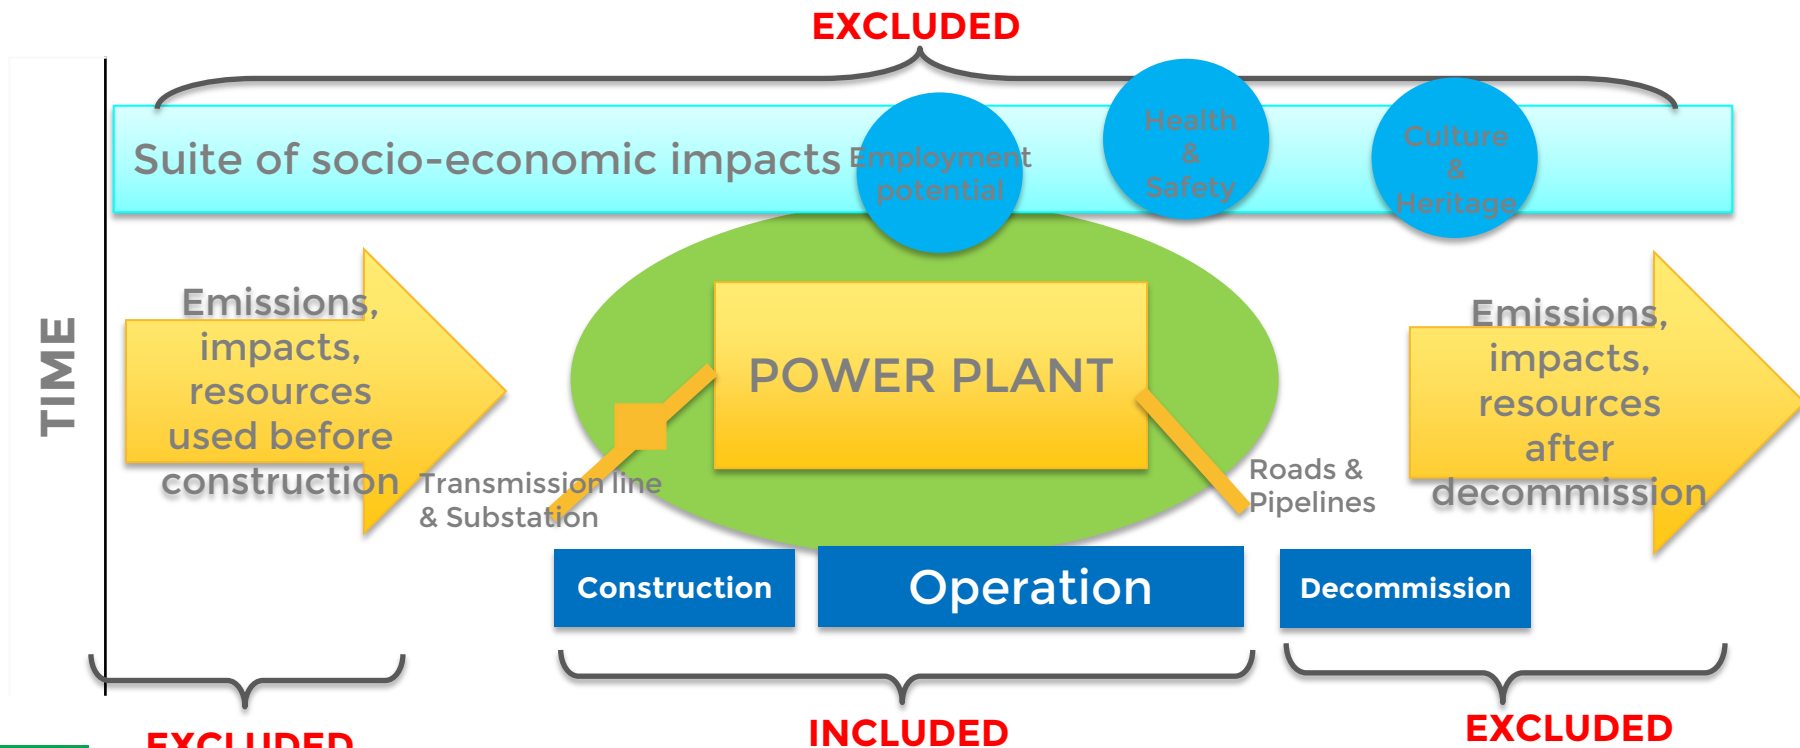 EXCLUDED
Suite of socio-economic impacts
Employment
potential
Health
&
Safety
Culture
&
Heritage
TIME
Emissions,
impacts,
resources
used before
construction
POWER PLANT
Transmission line
& Substation
Roads &
Pipelines
Emissions,
impacts,
resources
after
decommission
Construction
Operation
Decommission
EXCLUDED
INCLUDED
EXCLUDED